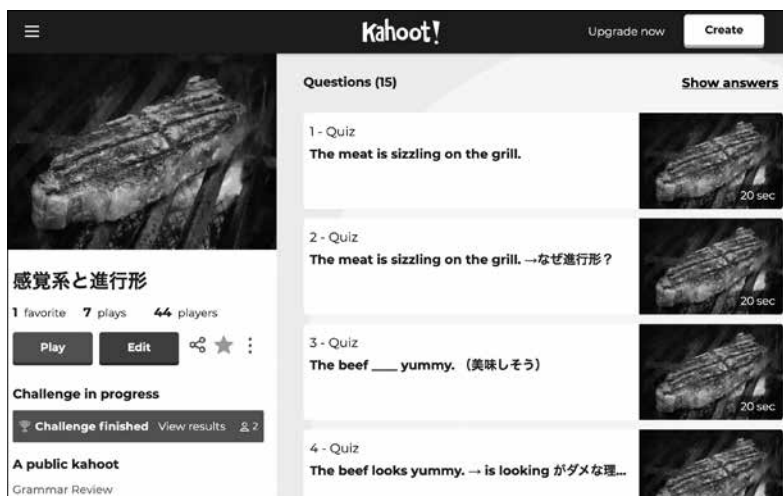 Kahoot!
Upgrade now
Create
感覚系と進行形
1 favorite 7 plays 44 players
Play
Edit
Challenge in progress
Challenge finished View results 2
A public kahoot
Grammar Review
Questions (15)
Show answers
1 - Quiz
The meat is sizzling on the grill.
20 sec
2 - Quiz
The meat is sizzling on the grill. →なぜ進行形？
20 sec
3 - Quiz
The beef ___ yummy. （美味しそう）
20 sec
4 - Quiz
The beef looks yummy. → is looking がダメな理...